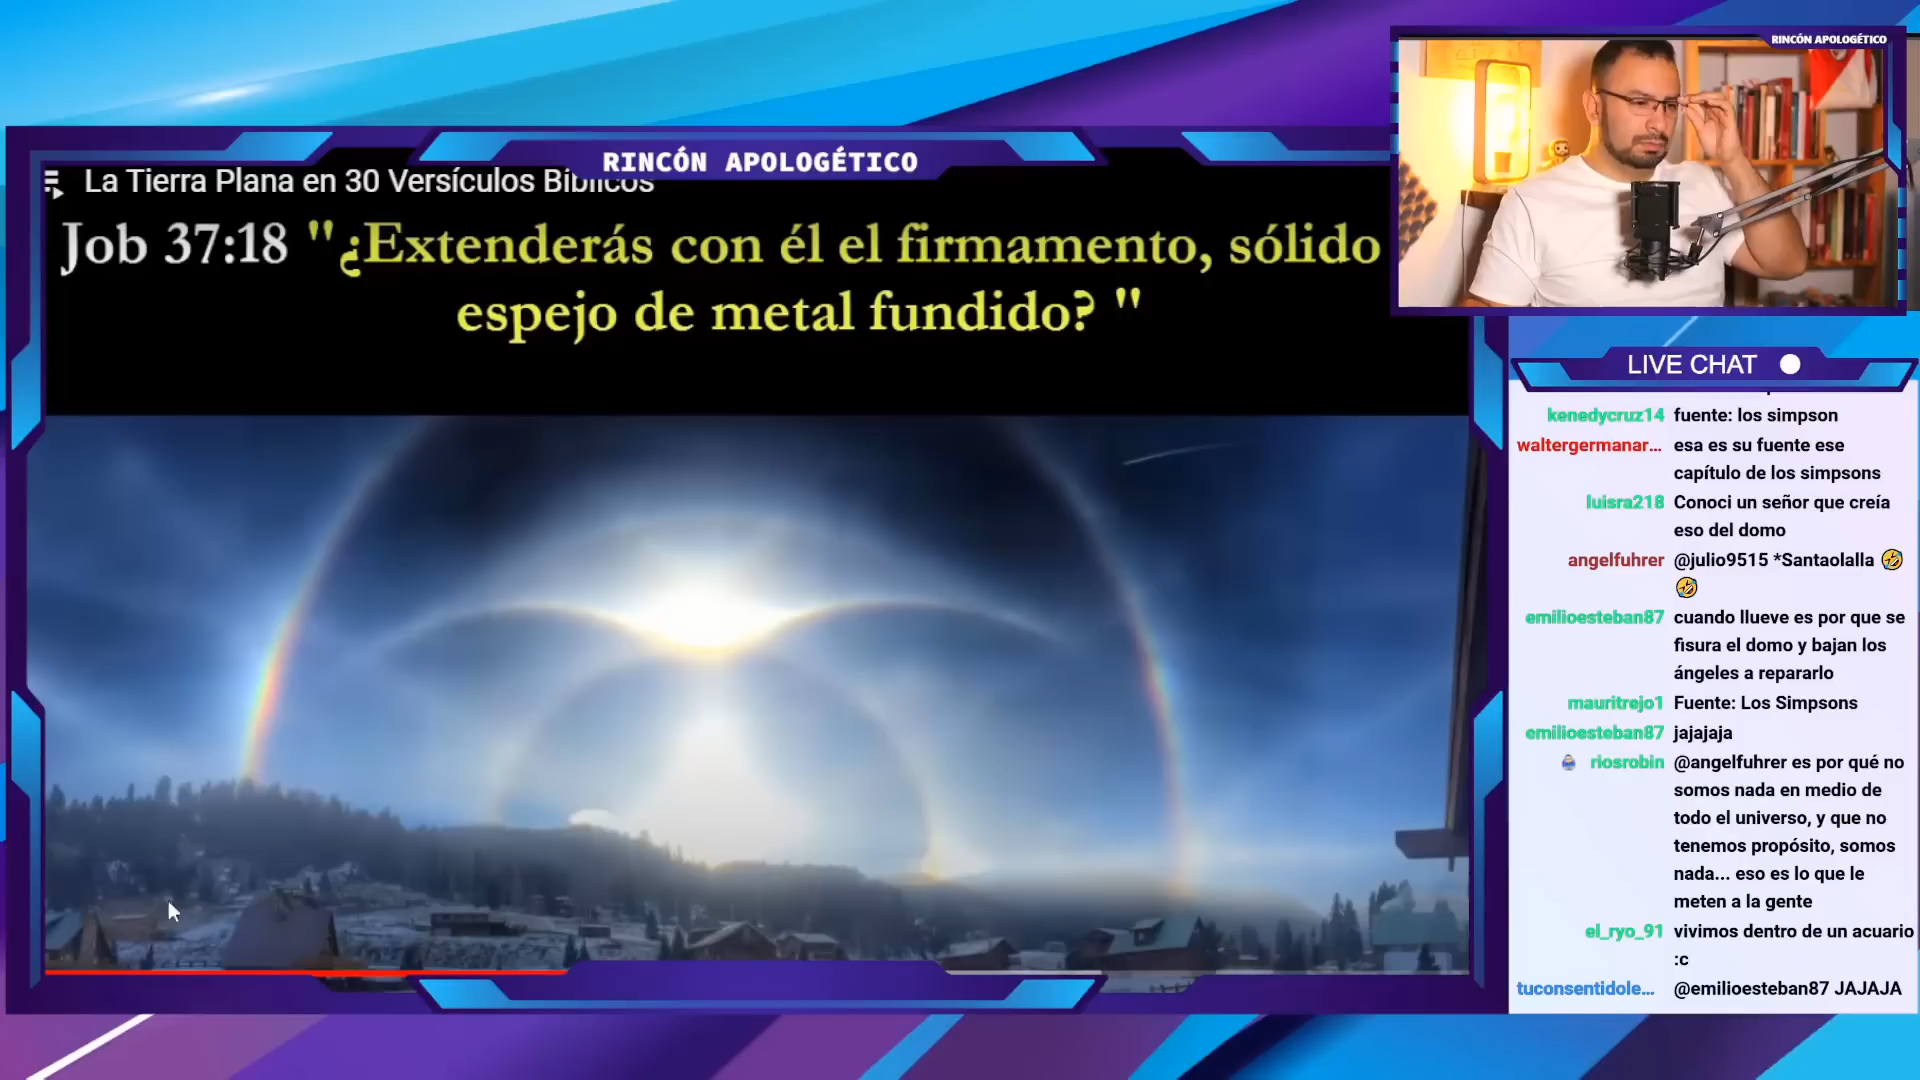 RINCÓN APOLOGÉTICO
RINCÓN APOLOGÉTICO
La Tierra Plana en 30 Versículos Bíblicos
Job 37:18 "¿Extenderás con él el firmamento, sólido
espejo de metal fundido? "
LIVE CHAT
kenedycruz14 fuente: los simpson
waltergermanar... esa es su fuente ese
capítulo de los simpsons
luisra218 Conoci un señor que creía
eso del domo
angelfuhrer @julio9515 *Santaolalla 🤣
🤣
emilioesteban87 cuando llueve es por que se
fisura el domo y bajan los
ángeles a repararlo
mauritrejo1 Fuente: Los Simpsons
emilioesteban87 jajajaja
riosrobin @angelfuhrer es por qué no
somos nada en medio de
todo el universo, y que no
tenemos propósito, somos
nada... eso es lo que le
meten a la gente
el_ryo_91 vivimos dentro de un acuario
:c
tuconsentidole... @emilioesteban87 JAJAJA